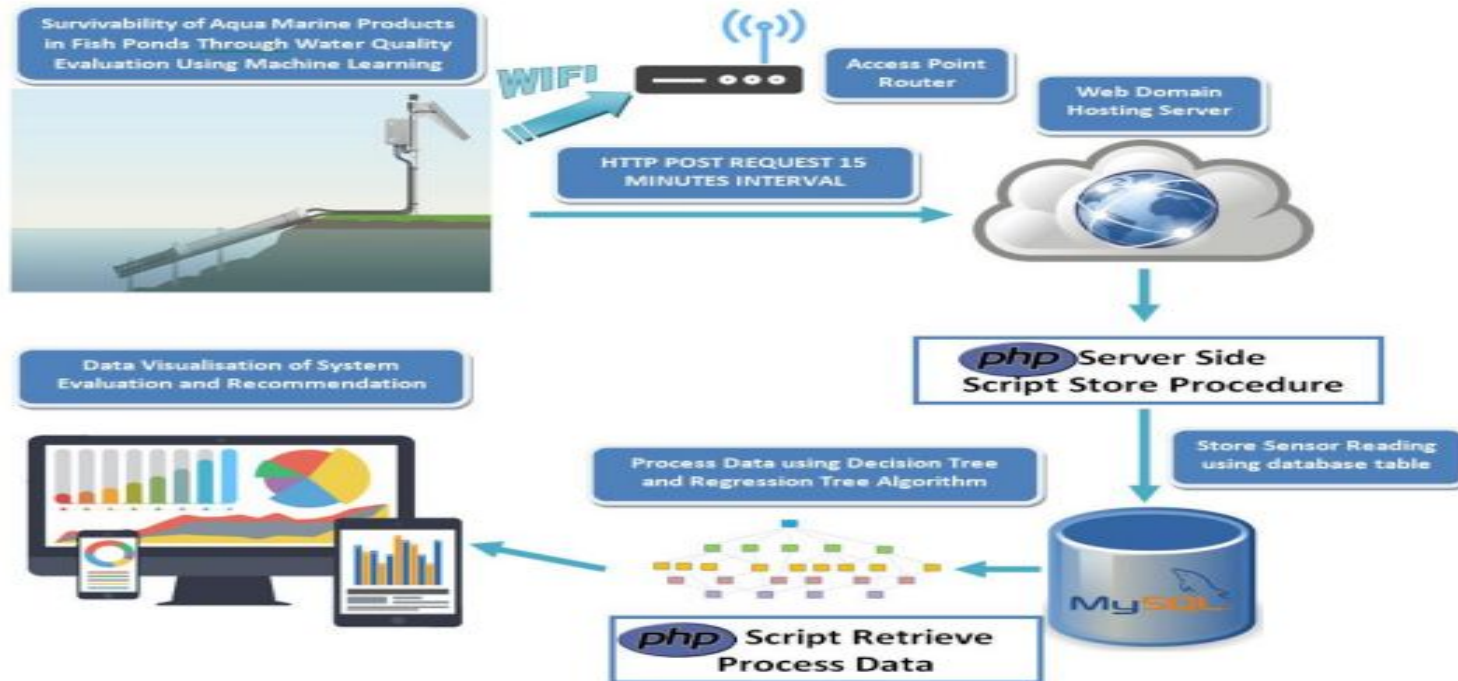 Survivability of Aqua Marine Products
in Fish Ponds Through Water Quality
Evaluation Using Machine Learning
WIFI
Access Point
Router
Web Domain
Hosting Server
HTTP POST REQUEST 15
MINUTES INTERVAL
php Server Side
Script Store Procedure
Store Sensor Reading
using database table
MySQL
Process Data using Decision Tree
and Regression Tree Algorithm
php Script Retrieve
Process Data
Data Visualisation of System
Evaluation and Recommendation